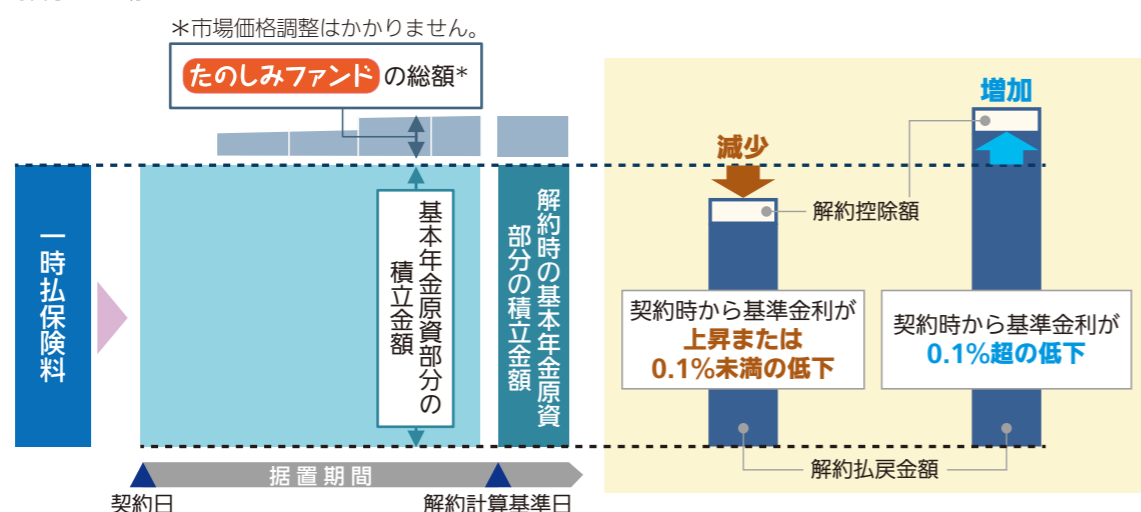 *市場価格調整はかかりません。
たのしみファンドの総額*
一時払保険料
基本年金原資部分の
積立金額
解約時の基本年金原資
部分の積立金額
減少
増加
解約控除額
契約時から基準金利が
上昇または
0.1%未満の低下
契約時から基準金利が
0.1%超の低下
解約払戻金額
据置期間
契約日
解約計算基準日